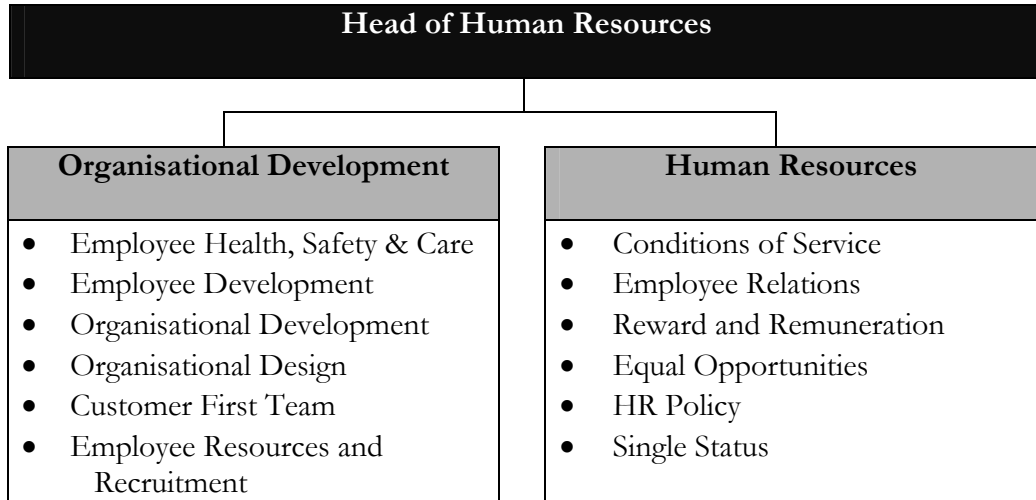 Head of Human Resources
Organisational Development
• Employee Health, Safety & Care
• Employee Development
• Organisational Development
• Organisational Design
• Customer First Team
• Employee Resources and
Recruitment
Human Resources
• Conditions of Service
• Employee Relations
• Reward and Remuneration
• Equal Opportunities
• HR Policy
• Single Status